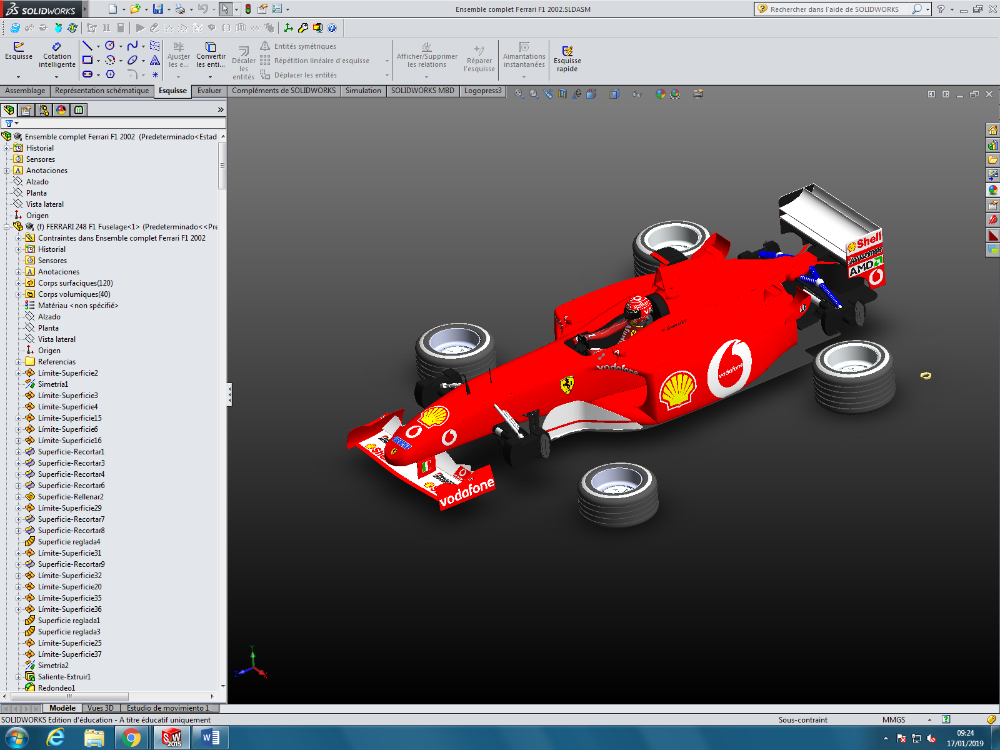 SOLIDWORKS
Ensemble complet Ferrari F1 2002.SLDASM
Rechercher dans l'aide de SOLIDWORKS
Esquisse
Cotation intelligente
Ajuster les e...
Convertir les enti...
Décaler les entités
Entités symétriques
Répétition linéaire d'esquisse
Déplacer les entités
Afficher/Supprimer les relations
Réparer l'esquisse
Aimantations instantanées
Esquisse rapide
Assemblage
Représentation schématique
Esquisse
Evaluer
Compléments de SOLIDWORKS
Simulation
SOLIDWORKS MBD
Logopress3
Ensemble complet Ferrari F1 2002 (Predeterminado<Estad
Historial
Sensores
Anotaciones
Alzado
Planta
Vista lateral
Origen
(f) FERRARI 248 F1 Fuselage<1> (Predeterminado<<Pre
Contraintes dans Ensemble complet Ferrari F1 2002
Historial
Sensores
Anotaciones
Corps surfaciques(120)
Corps volumiques(40)
Matériau <non spécifié>
Alzado
Planta
Vista lateral
Origen
Referencias
Límite-Superficie2
Simetría1
Límite-Superficie3
Límite-Superficie4
Límite-Superficie15
Límite-Superficie6
Límite-Superficie16
Superficie-Recortar1
Superficie-Recortar3
Superficie-Recortar4
Superficie-Recortar6
Superficie-Rellenar2
Límite-Superficie29
Superficie-Recortar7
Superficie-Recortar8
Superficie reglada4
Límite-Superficie31
Superficie-Recortar9
Límite-Superficie32
Límite-Superficie20
Límite-Superficie35
Límite-Superficie36
Superficie reglada1
Superficie reglada3
Límite-Superficie25
Límite-Superficie37
Simetría2
Saliente-Extruir1
Redondeo1
Shell
AMD
vodafone
vodafone
Shell
vodafone
Y
Z
X
Modèle
Vues 3D
Estudio de movimiento 1
SOLIDWORKS Edition d'éducation - A titre éducatif uniquement
Sous-contraint
MMGS
SW 2015
09:24
17/01/2019